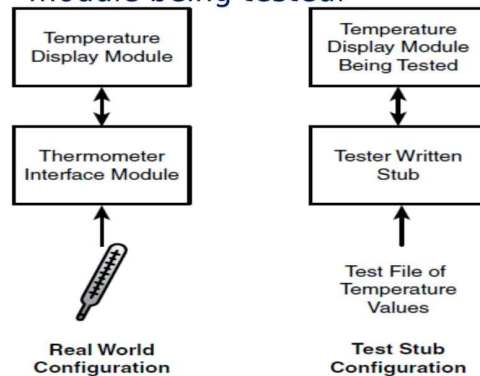 module being tested.
Temperature
Display Module
Thermometer
Interface Module
Real World
Configuration
Temperature
Display Module
Being Tested
Tester Written
Stub
Test File of
Temperature
Values
Test Stub
Configuration